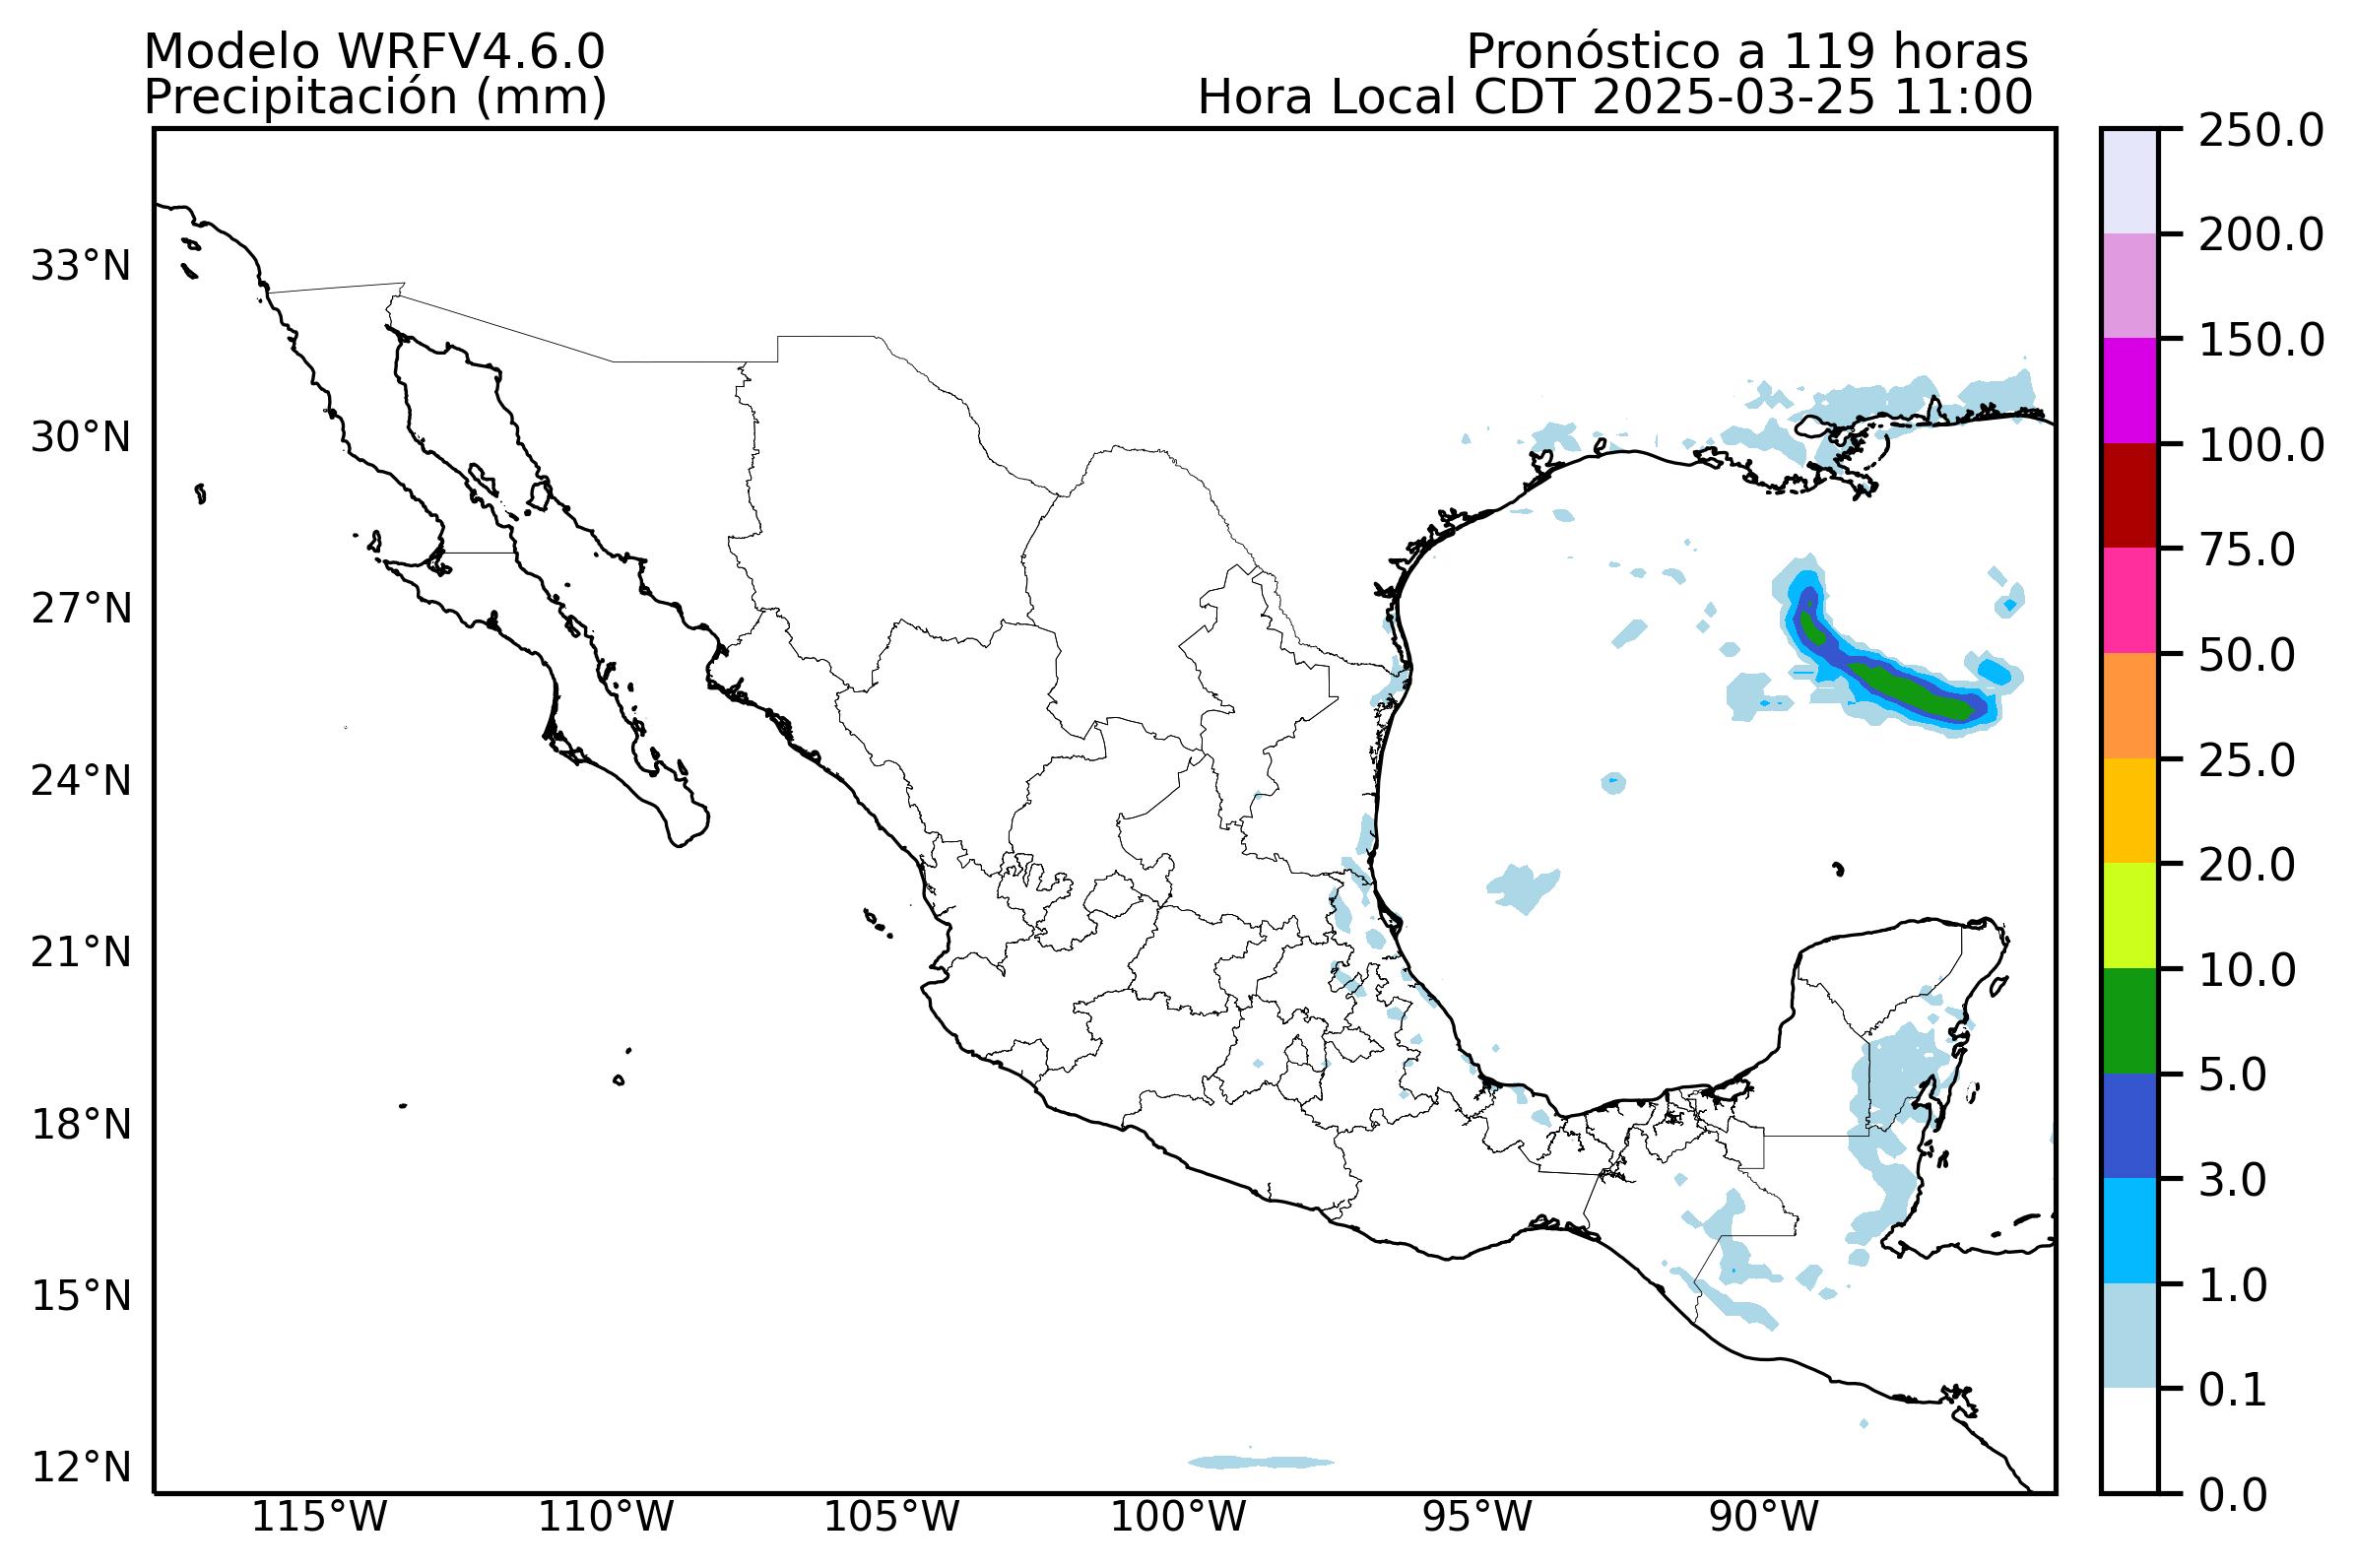 Modelo WRFV4.6.0
Precipitación (mm)
Pronóstico a 119 horas
Hora Local CDT 2025-03-25 11:00
33°N
30°N
27°N
24°N
21°N
18°N
15°N
12°N
115°W
110°W
105°W
100°W
95°W
90°W
250.0
200.0
150.0
100.0
75.0
50.0
25.0
20.0
10.0
5.0
3.0
1.0
0.1
0.0